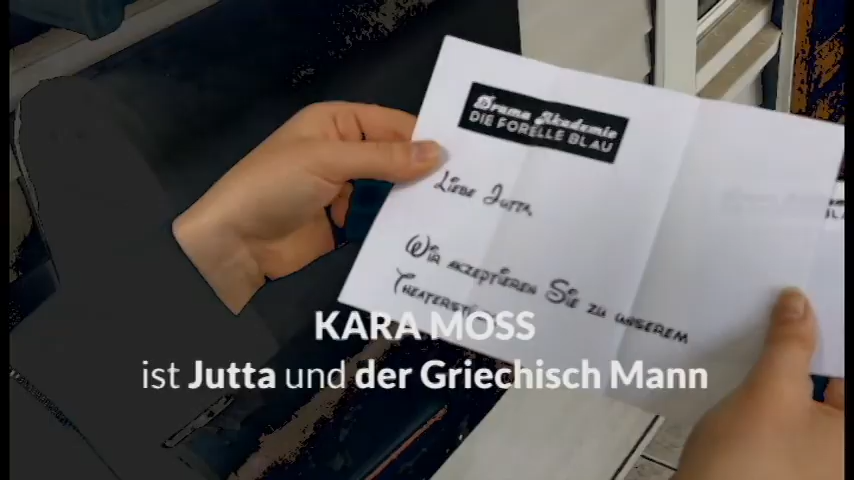 Drama Akademie
DIE FORELLE BLAU
Liebe Jutta,
Wir akzeptieren Sie zu unserem
KARA MOSS
ist Jutta und der Griechisch Mann